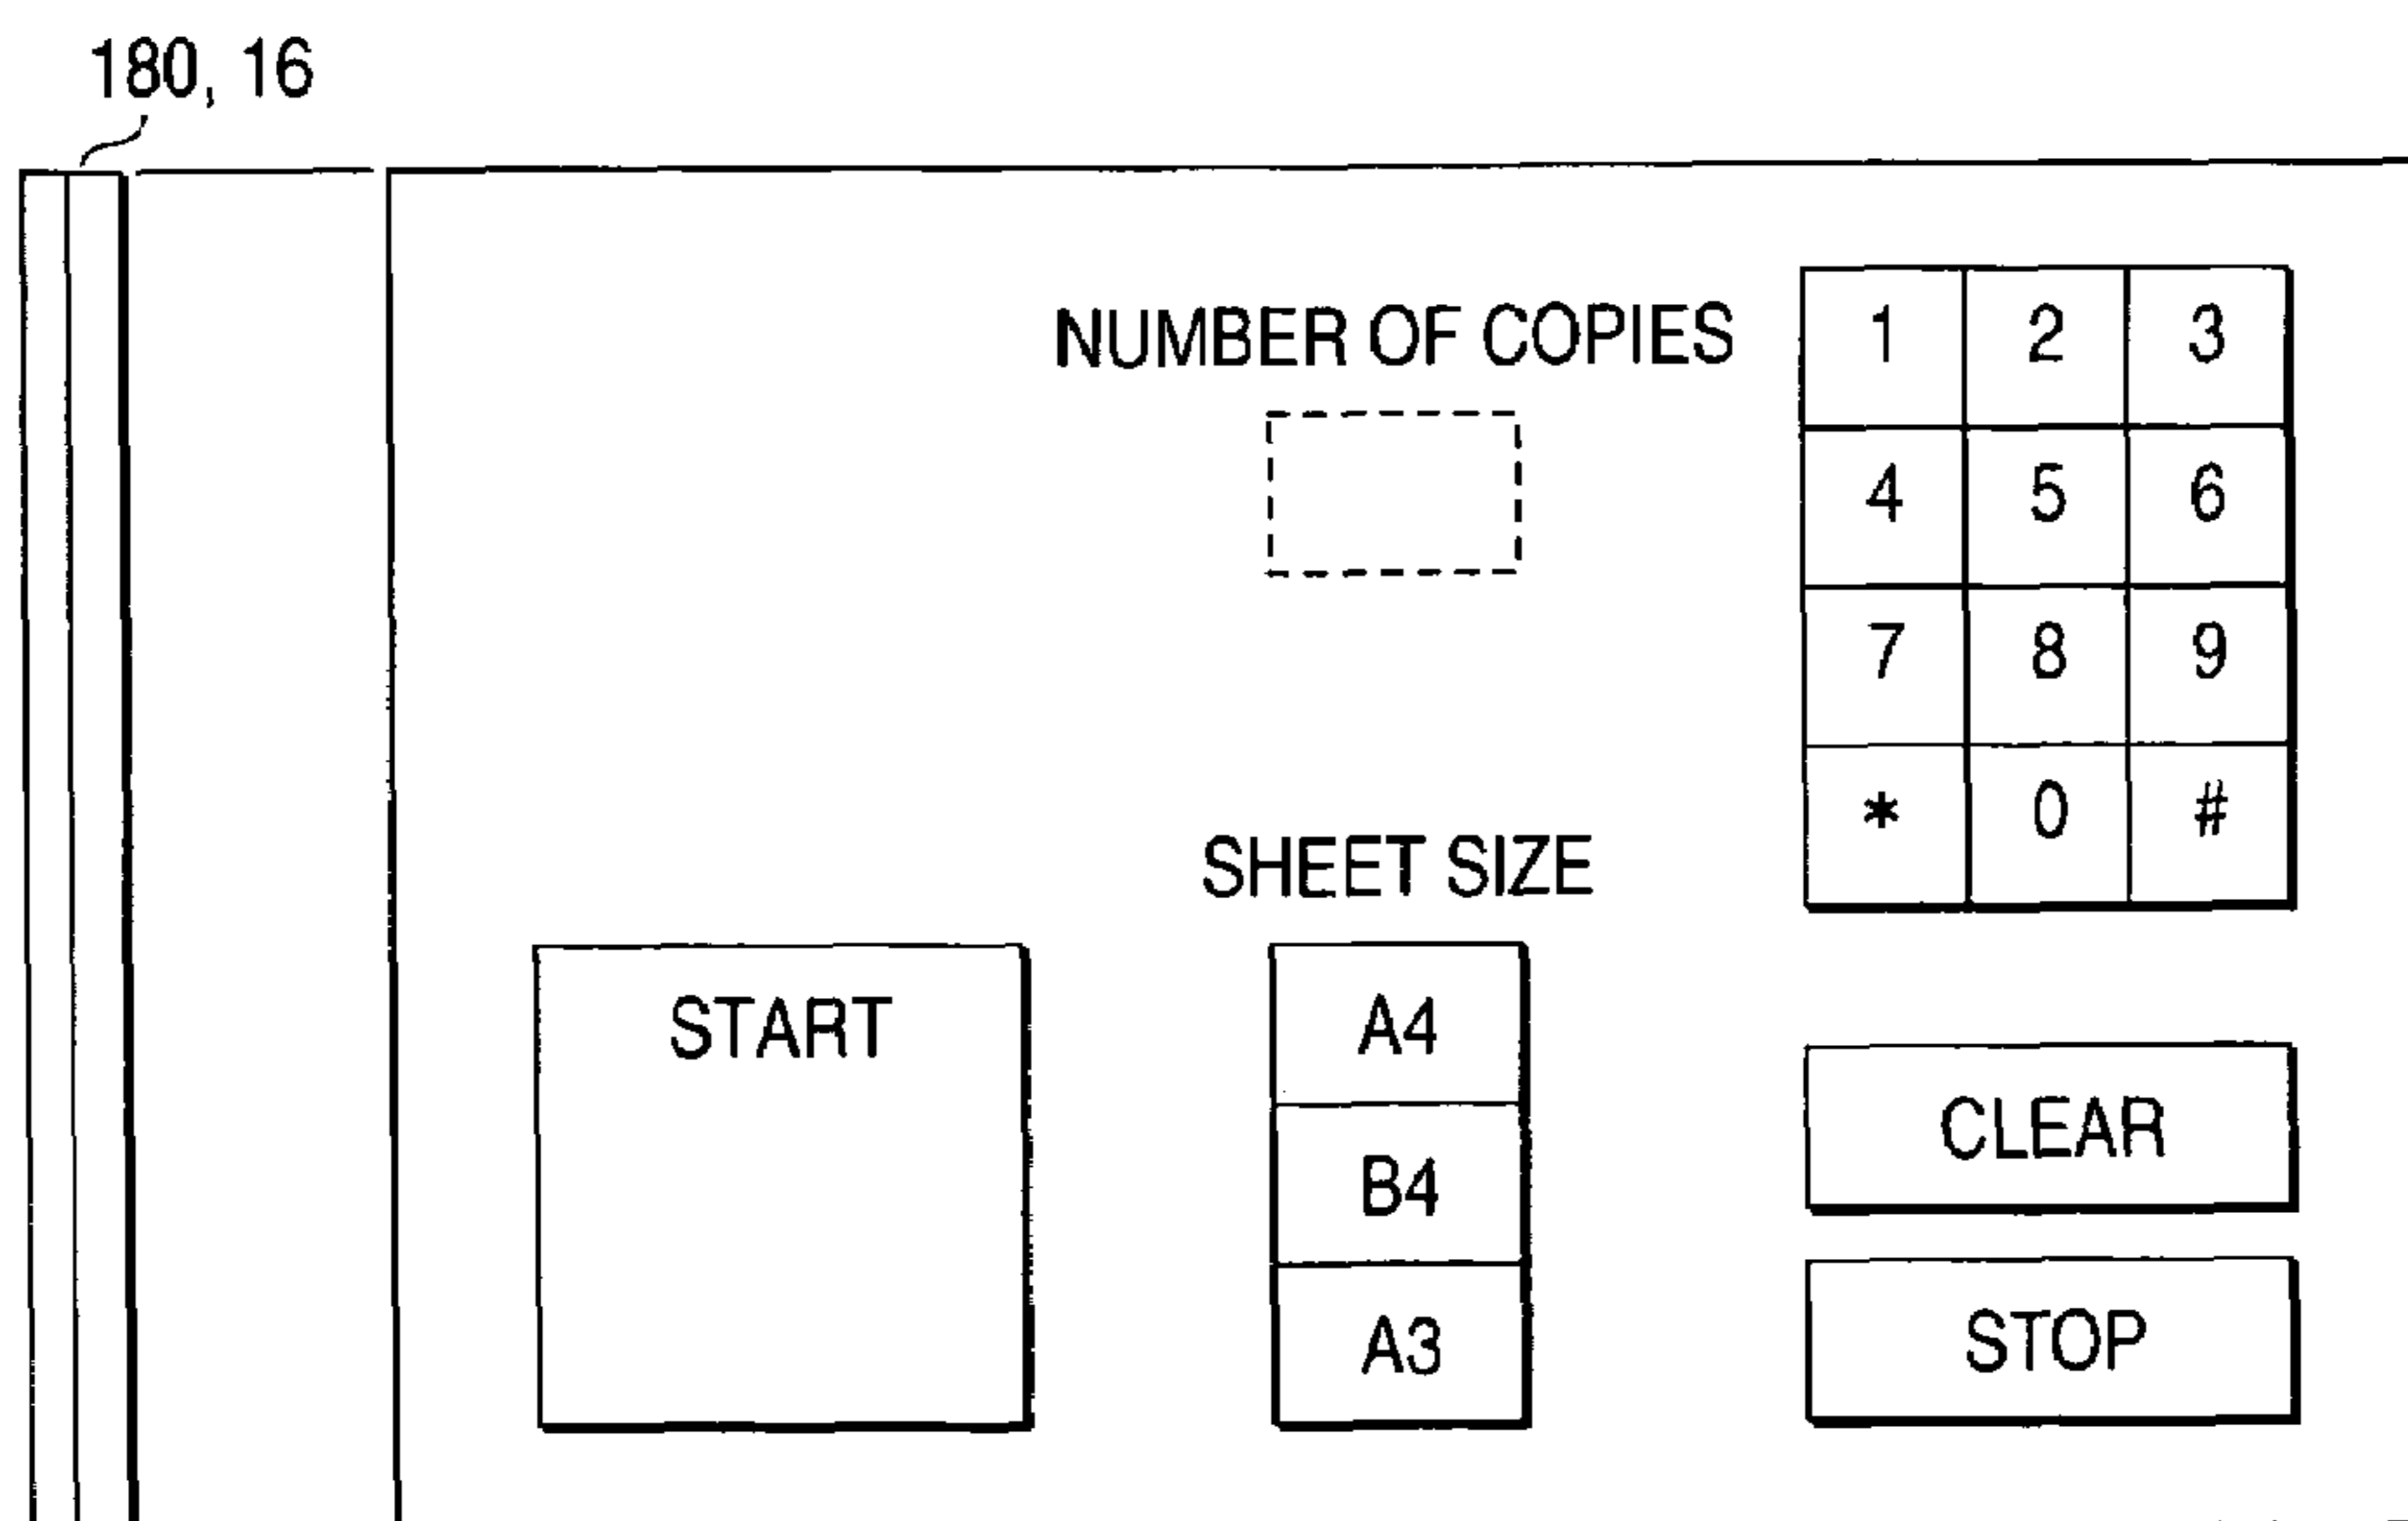 180, 16
NUMBER OF COPIES
1 2 3
4 5 6
7 8 9
* 0 #
SHEET SIZE
START
A4
B4
A3
CLEAR
STOP